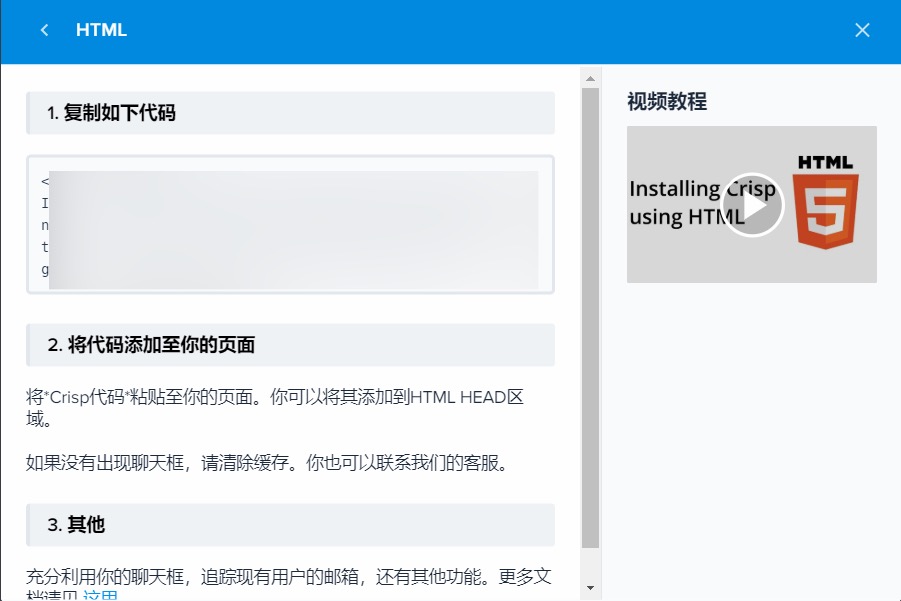 HTML
1. 复制如下代码
<
I
n
t
g
2. 将代码添加至你的页面
将*Crisp代码*粘贴至你的页面。你可以将其添加到HTML HEAD区
域。
如果没有出现聊天框，请清除缓存。你也可以联系我们的客服。
3. 其他
充分利用你的聊天框，追踪现有用户的邮箱，还有其他功能。更多文
档请见 这里
视频教程
Installing Crisp
using HTML
HTML
5